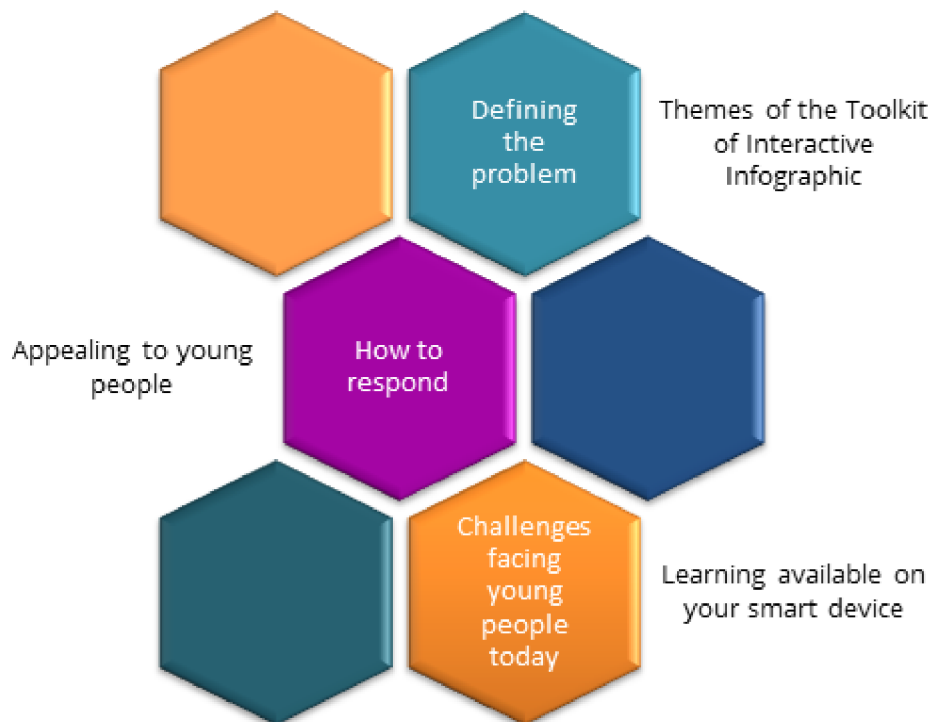 Defining
the
problem
Themes of the Toolkit
of Interactive
Infographic
Appealing to young
people
How to
respond
Challenges
facing
young
people
today
Learning available on
your smart device